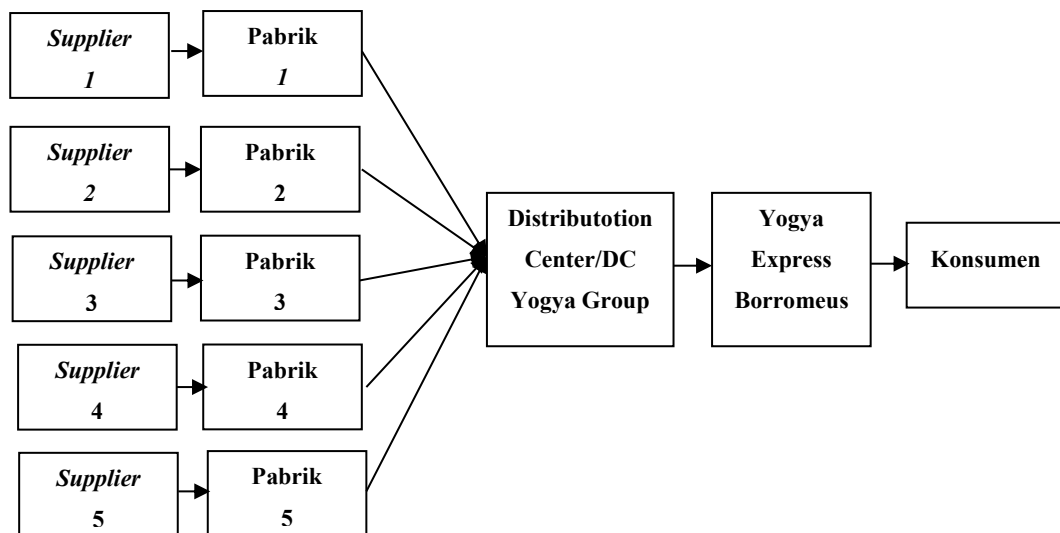 Supplier
1
Pabrik
1
Supplier
2
Pabrik
2
Supplier
3
Pabrik
3
Supplier
4
Pabrik
4
Supplier
5
Pabrik
5
Distributotion
Center/DC
Yogya Group
Yogya
Express
Borromeus
Konsumen